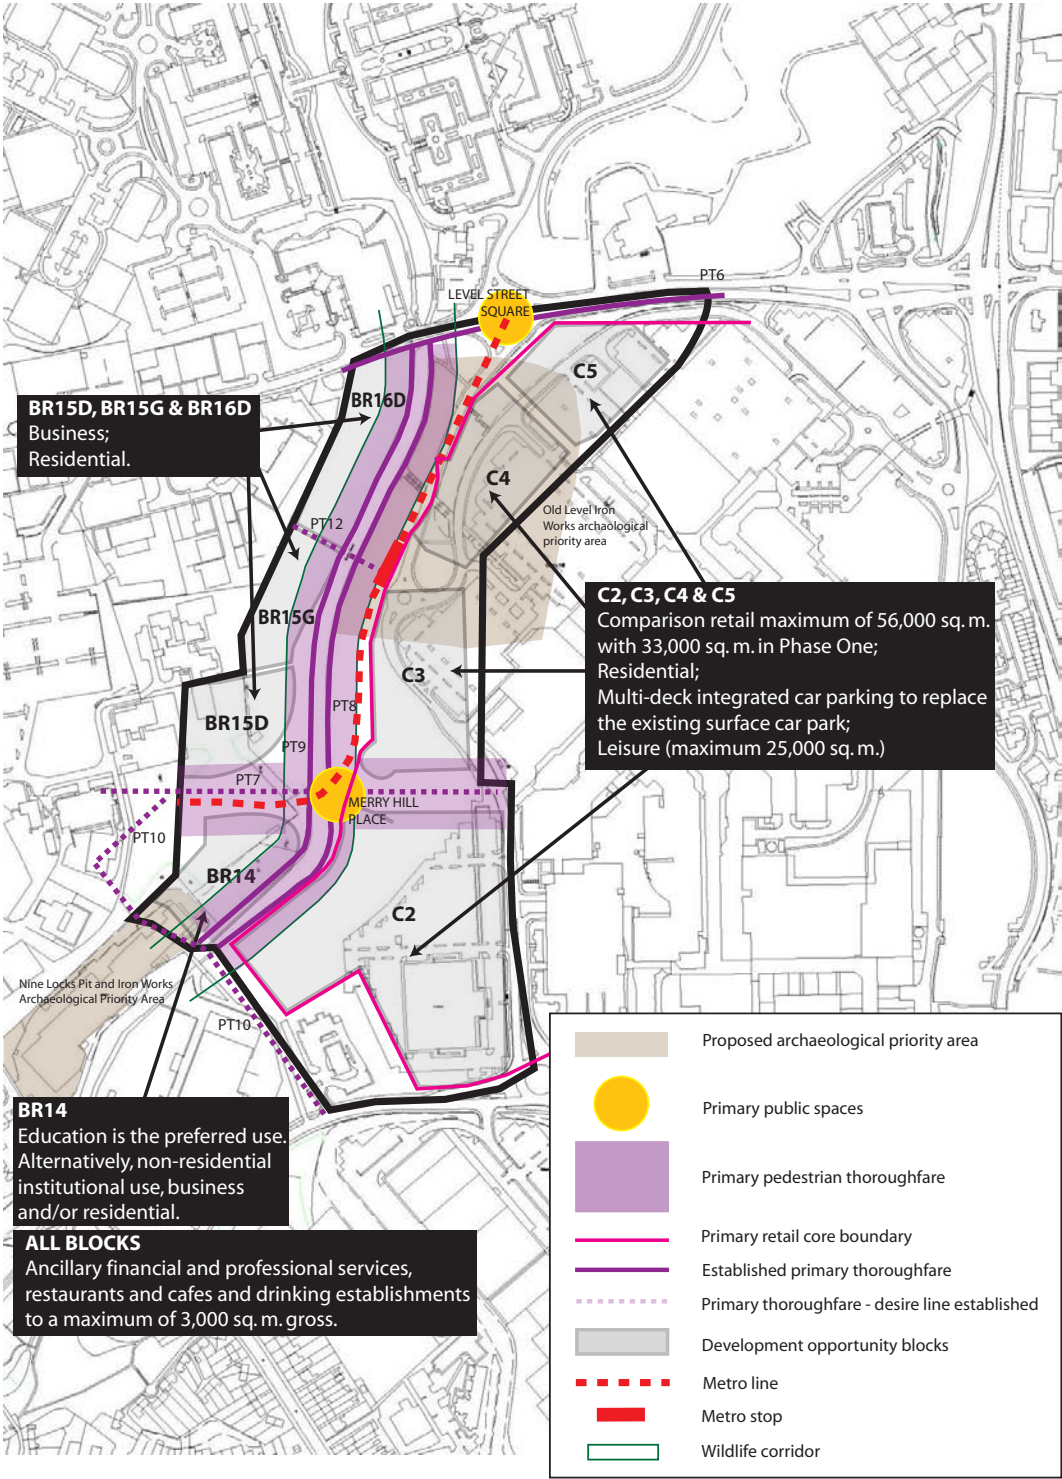 PT6
LEVEL STREET
SQUARE
C5
BR16D
BR15D, BR15G & BR16D
Business;
Residential.
C4
Old Level Iron
Works archaeological
priority area
PT12
C2, C3, C4 & C5
Comparison retail maximum of 56,000 sq. m.
with 33,000 sq. m. in Phase One;
Residential;
Multi-deck integrated car parking to replace
the existing surface car park;
Leisure (maximum 25,000 sq. m.)
BR15G
C3
PT8
BR15D
PT9
PT7
MERRY HILL
PLACE
PT10
BR14
C2
Nine Locks Pit and Iron Works
Archaeological Priority Area
PT10
BR14
Education is the preferred use.
Alternatively, non-residential
institutional use, business
and/or residential.
ALL BLOCKS
Ancillary financial and professional services,
restaurants and cafes and drinking establishments
to a maximum of 3,000 sq. m. gross.
Proposed archaeological priority area
Primary public spaces
Primary pedestrian thoroughfare
Primary retail core boundary
Established primary thoroughfare
Primary thoroughfare - desire line established
Development opportunity blocks
Metro line
Metro stop
Wildlife corridor